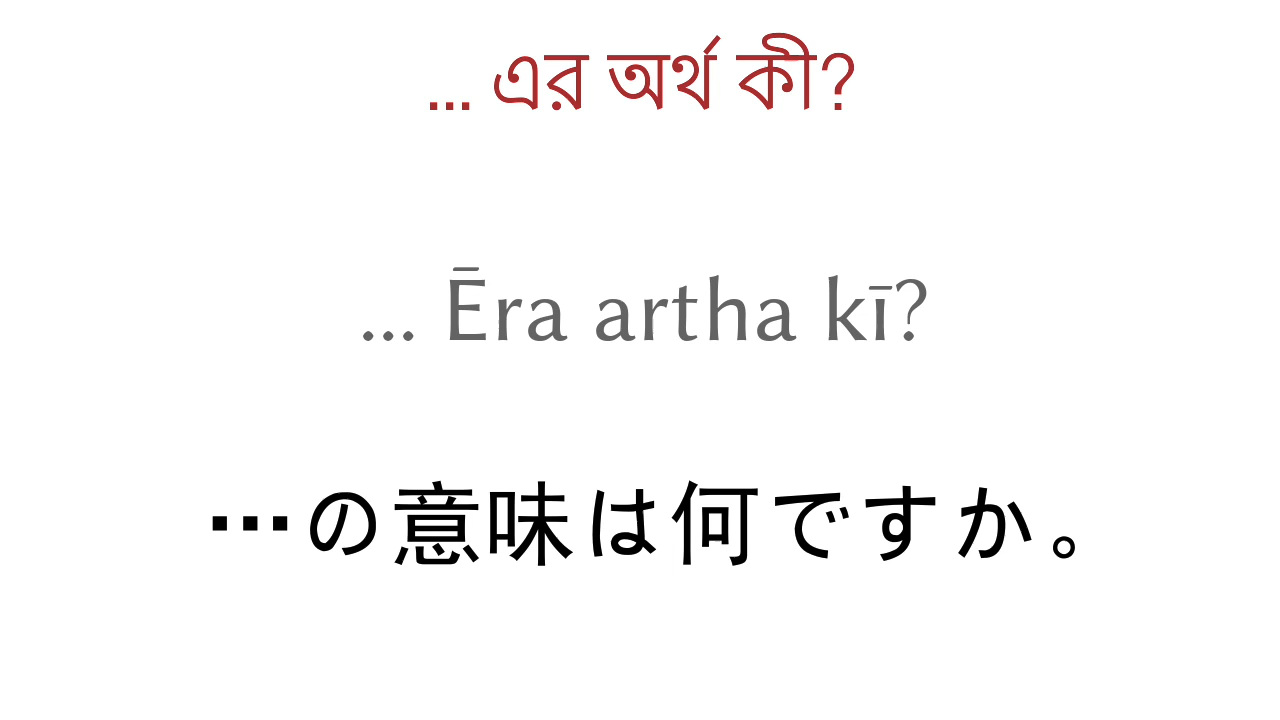 ... এর অর্থ কী?
... Ēra artha kī?
…の意味は何ですか。